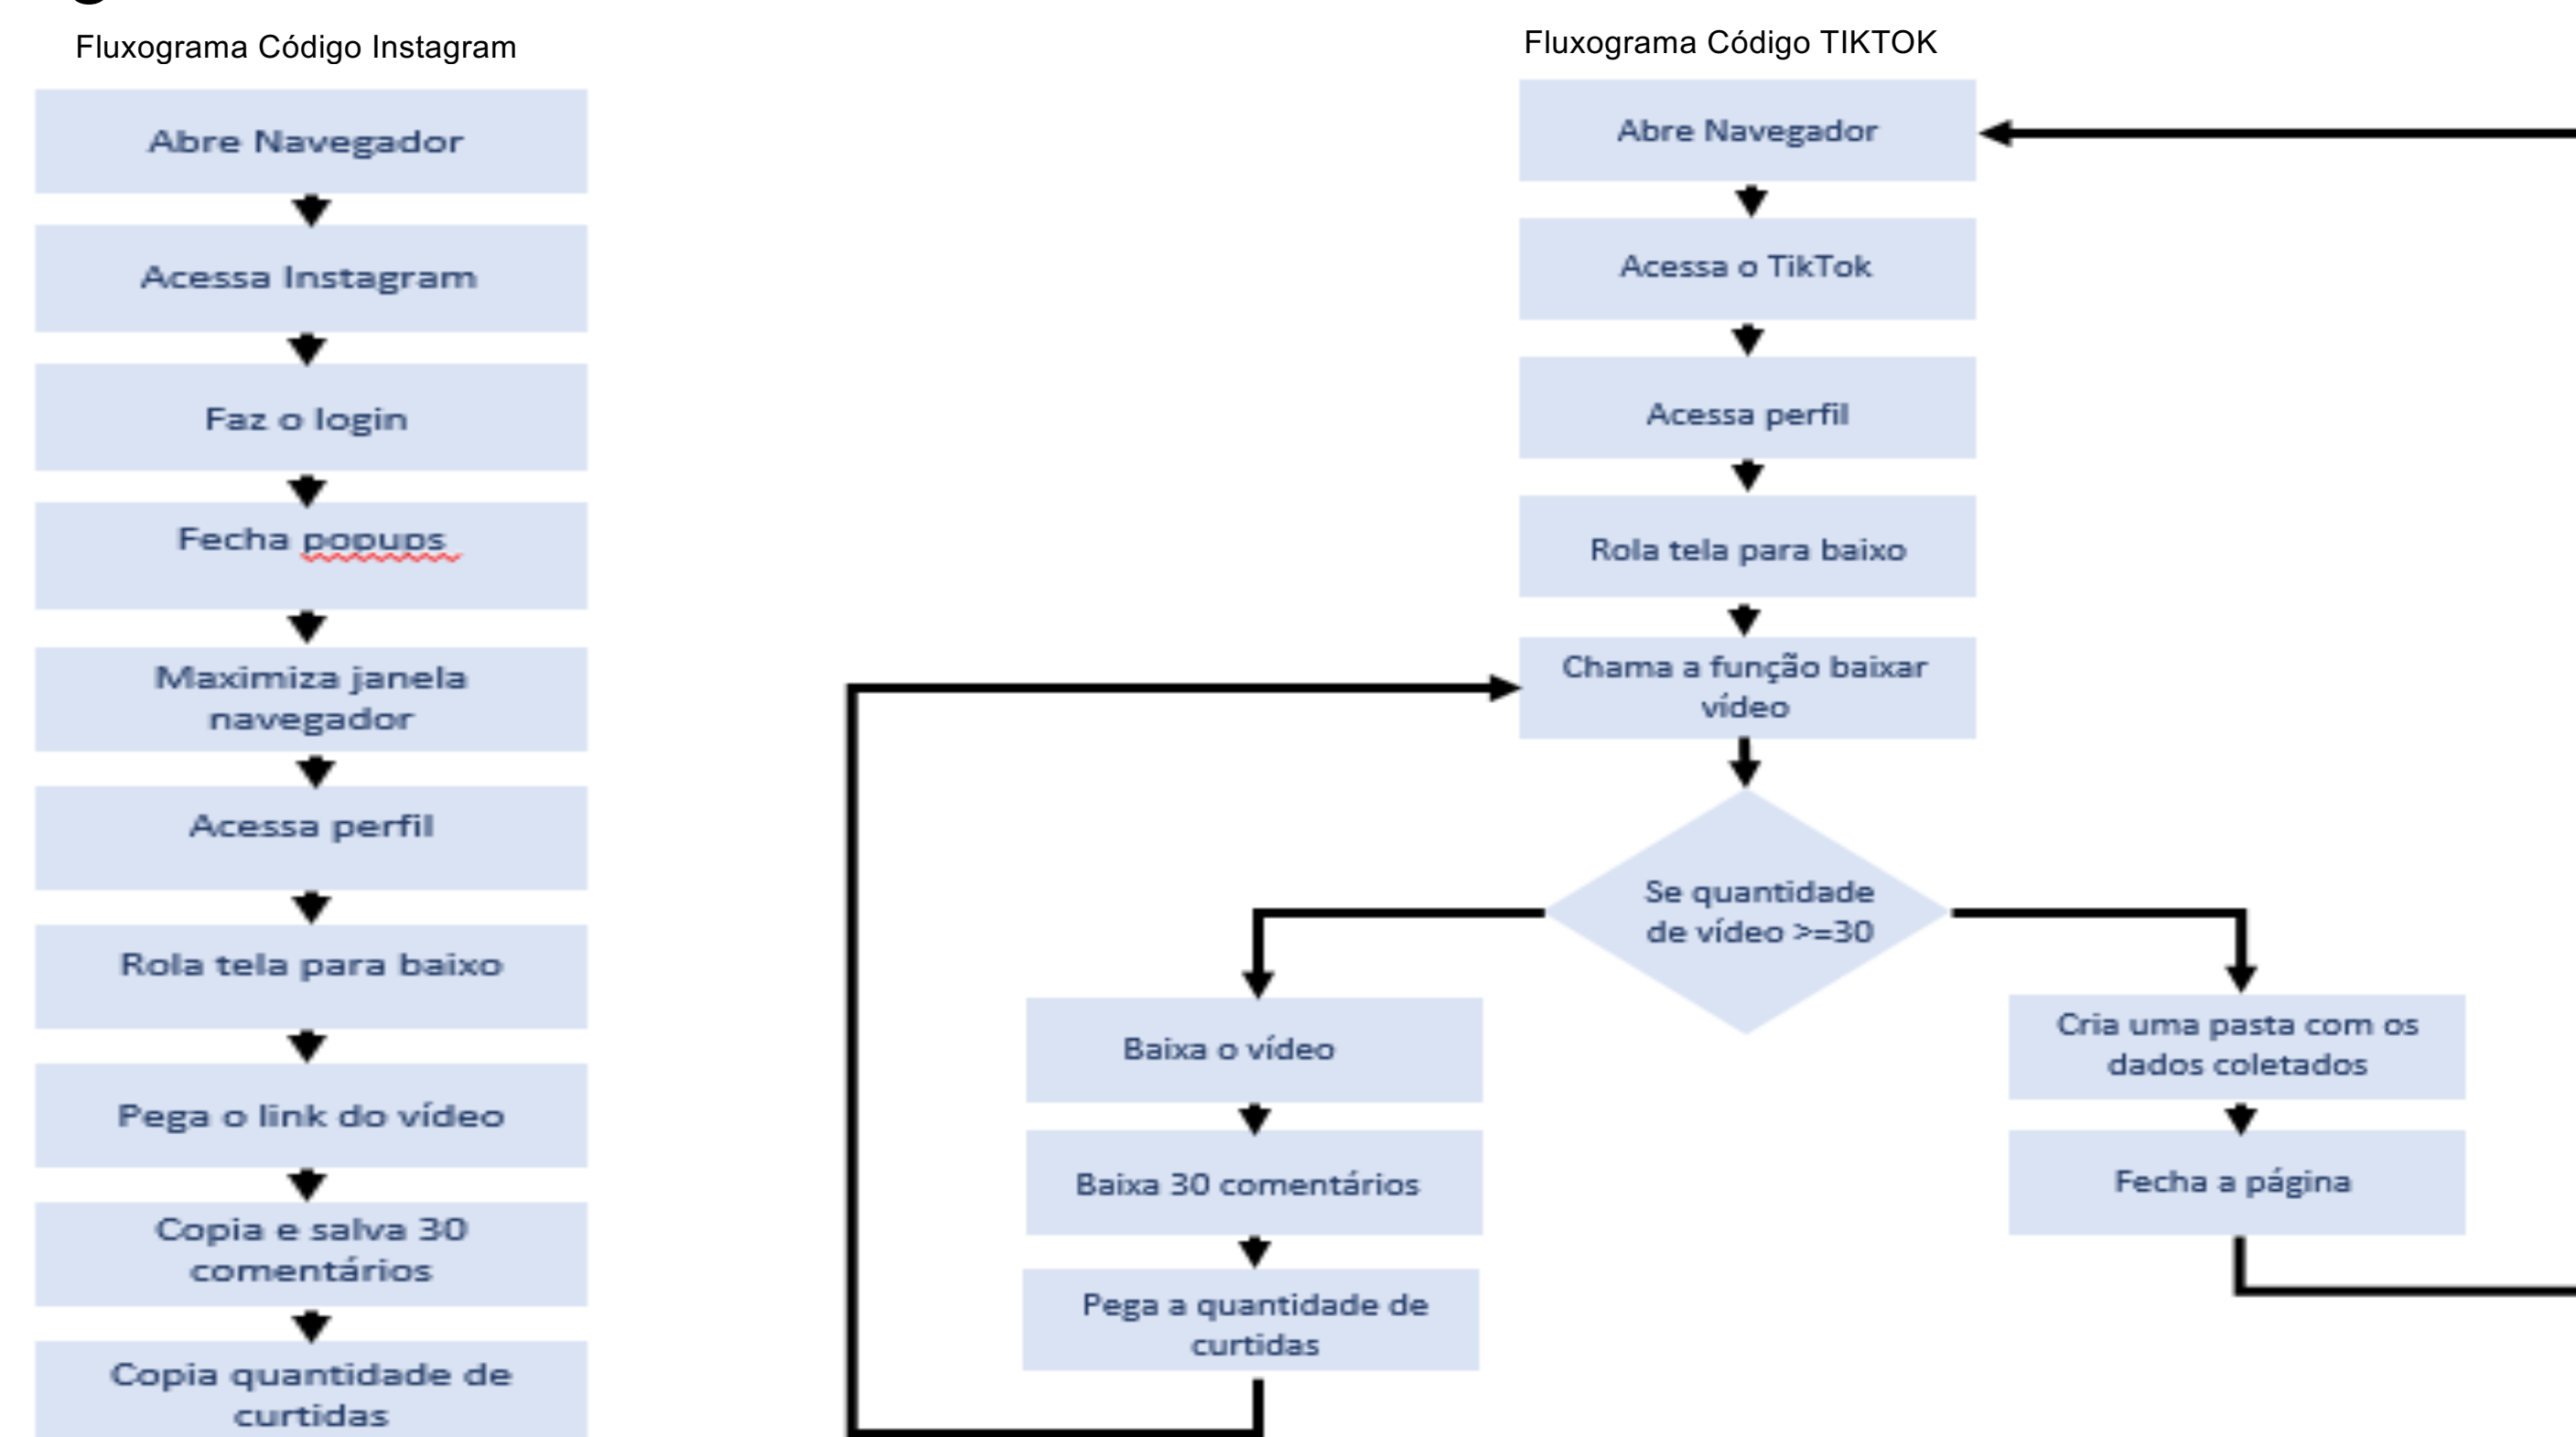 Fluxograma Código Instagram
Abre Navegador
Acessa Instagram
Faz o login
Fecha popups
Maximiza janela
navegador
Acessa perfil
Rola tela para baixo
Pega o link do vídeo
Copia e salva 30
comentários
Copia quantidade de
curtidas
Fluxograma Código TIKTOK
Abre Navegador
Acessa o TikTok
Acessa perfil
Rola tela para baixo
Chama a função baixar
vídeo
Se quantidade
de vídeo >=30
Baixa o vídeo
Baixa 30 comentários
Pega a quantidade de
curtidas
Cria uma pasta com os
dados coletados
Fecha a página